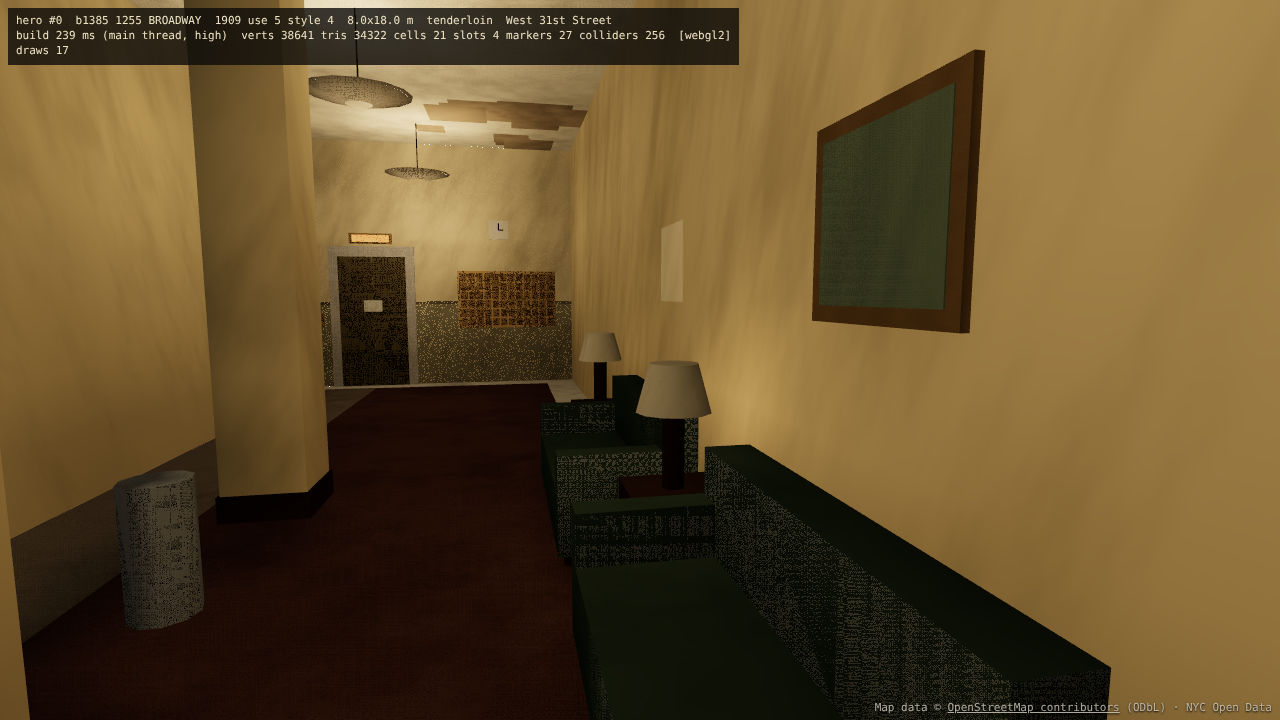 hero #0  b1385 1255 BROADWAY  1909 use 5 style 4  8.0x18.0 m  tenderloin  West 31st Street
build 239 ms (main thread, high)  verts 38641 tris 34322 cells 21 slots 4 markers 27 colliders 256  [webgl2]
draws 17
Map data © OpenStreetMap contributors (ODbL) · NYC Open Data